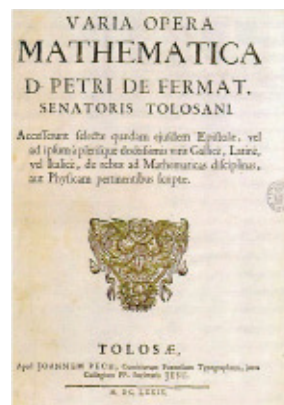 VARIA OPERA
MATHEMATICA
D. PETRI DE FERMAT,
SENATORIS TOLOSANI.
Accesserunt selectæ quædam ejusdem Epistolæ, vel
ad ipsum à plerisque doctissimis viris Gallicè, Latinè,
vel Italicè, de rebus ad Mathematicas disciplinas,
aut Physicam pertinentibus scriptæ.
TOLOSÆ,
Apud JOANNEM PECH, Comitiorum Fuxensium Typographum, juxta
Collegium PP. Societatis JESU.
M. DC. LXXIX.